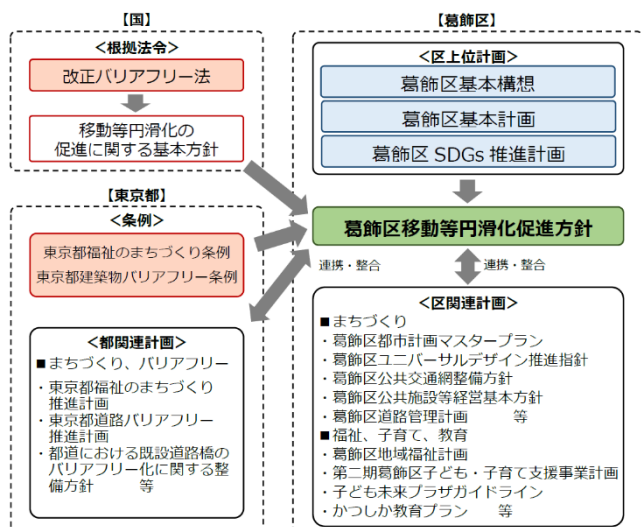 【国】
<根拠法令>
改正バリアフリー法
移動等円滑化の
促進に関する基本方針
【東京都】
<条例>
東京都福祉のまちづくり条例
東京都建築物バリアフリー条例
<都関連計画>
■まちづくり、バリアフリー
・東京都福祉のまちづくり
推進計画
・東京都道路バリアフリー
推進計画
・都道における既設道路橋の
バリアフリー化に関する整
備方針 等
【葛飾区】
<区上位計画>
葛飾区基本構想
葛飾区基本計画
葛飾区 SDGs 推進計画
葛飾区移動等円滑化促進方針
連携・整合
連携・整合
<区関連計画>
■まちづくり
・葛飾区都市計画マスタープラン
・葛飾区ユニバーサルデザイン推進指針
・葛飾区公共交通網整備方針
・葛飾区公共施設等経営基本方針
・葛飾区道路管理計画 等
■福祉、子育て、教育
・葛飾区地域福祉計画
・第二期葛飾区子ども・子育て支援事業計画
・子ども未来プラザガイドライン
・かつしか教育プラン 等